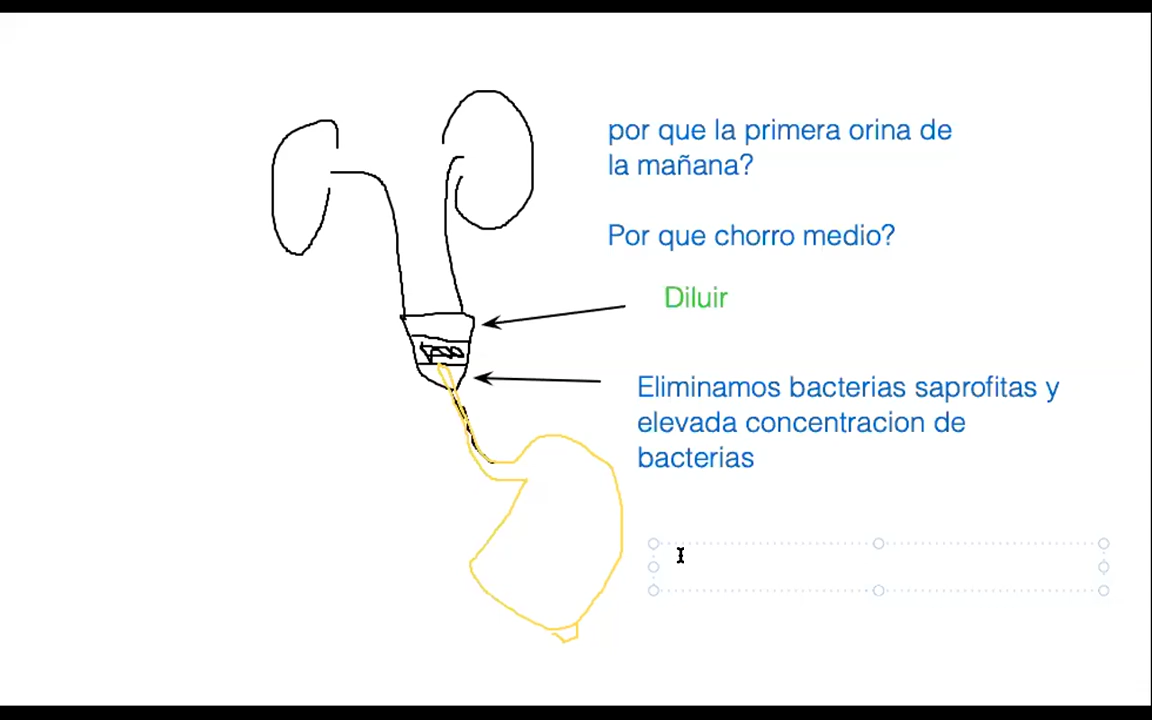 por que la primera orina de
la mañana?
Por que chorro medio?
Diluir
Eliminamos bacterias saprofitas y
elevada concentracion de
bacterias